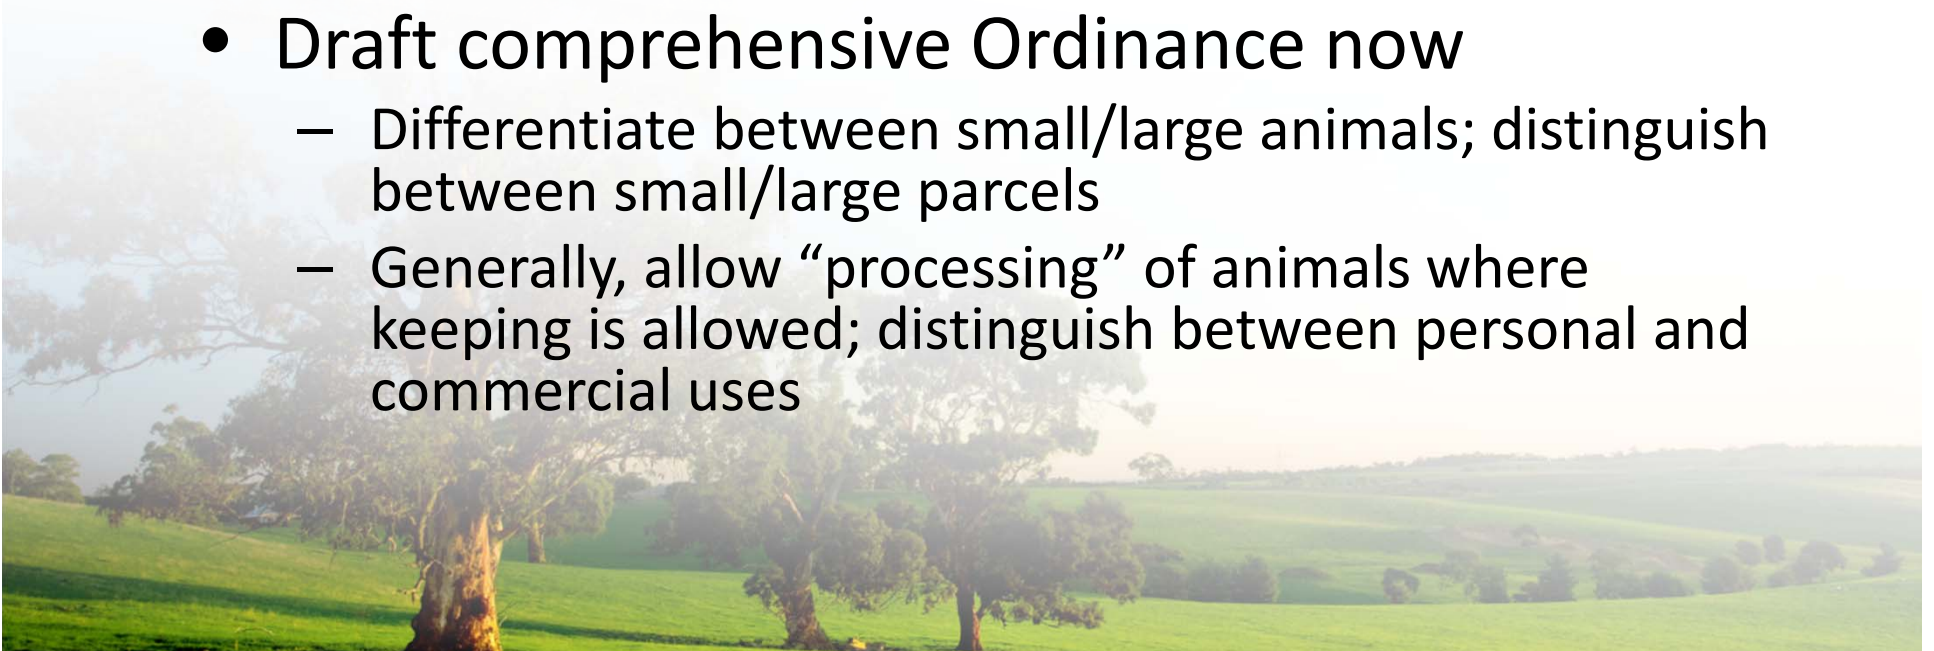 • Draft comprehensive Ordinance now
– Differentiate between small/large animals; distinguish
between small/large parcels
– Generally, allow “processing” of animals where
keeping is allowed; distinguish between personal and
commercial uses